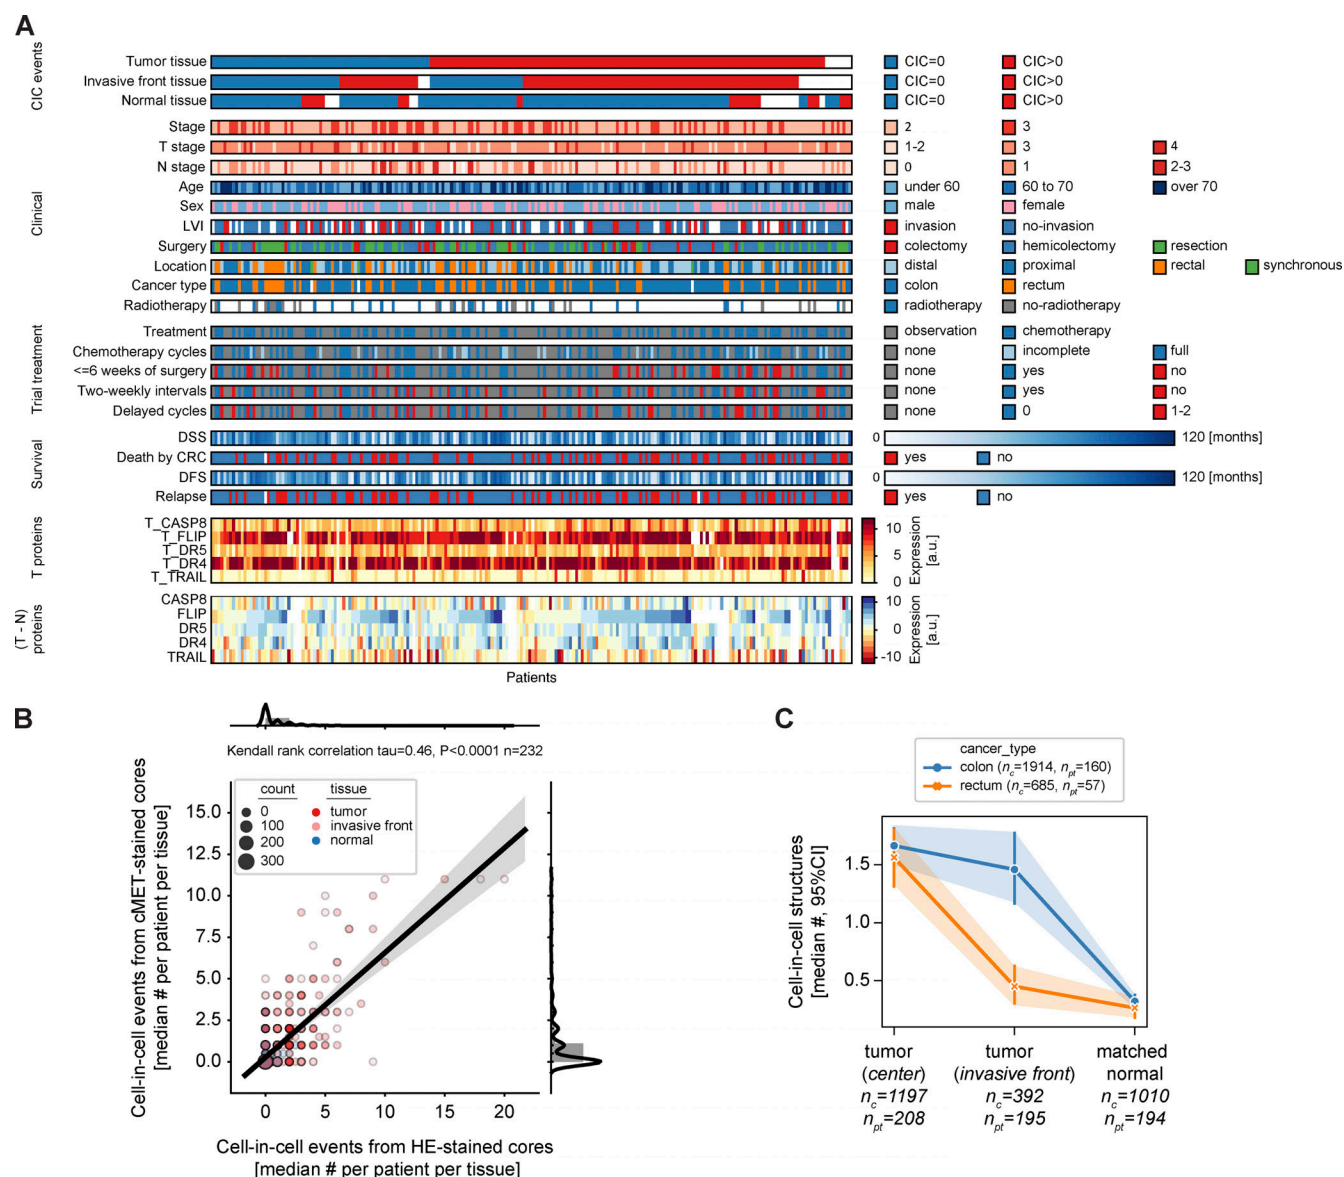 A
CIC events
Tumor tissue CIC=0 CIC>0
Invasive front tissue CIC=0 CIC>0
Normal tissue CIC=0 CIC>0
Clinical
Stage 2 3
T stage 1-2 3 4
N stage 0 1 2-3
Age under 60 60 to 70 over 70
Sex male female
LVI invasion no-invasion
Surgery colectomy hemicolectomy resection
Location distal proximal rectal synchronous
Cancer type colon rectum
Radiotherapy radiotherapy no-radiotherapy
Trial treatment
Treatment observation chemotherapy
Chemotherapy cycles none incomplete full
<=6 weeks of surgery none yes no
Two-weekly intervals none yes no
Delayed cycles none 0 1-2
Survival
DSS 0 120 [months]
Death by CRC yes no
DFS 0 120 [months]
Relapse yes no
T proteins
T_CASP8
T_FLIP
T_DR5
T_DR4
T_TRAIL
10
5
0
Expression
[a.u.]
(T - N)
proteins
CASP8
FLIP
DR5
DR4
TRAIL
10
0
-10
Expression
[a.u.]
Patients
B
Kendall rank correlation tau=0.46, P<0.0001 n=232
count tissue
0 tumor
100 invasive front
200 normal
300
15.0
12.5
10.0
7.5
5.0
2.5
0.0
Cell-in-cell events from cMET-stained cores
[median # per patient per tissue]
0 5 10 15 20
Cell-in-cell events from HE-stained cores
[median # per patient per tissue]
C
cancer_type
colon (nc=1914, npt=160)
rectum (nc=685, npt=57)
Cell-in-cell structures
[median #, 95%CI]
1.5
1.0
0.5
tumor
(center)
nc=1197
npt=208
tumor
(invasive front)
nc=392
npt=195
matched
normal
nc=1010
npt=194